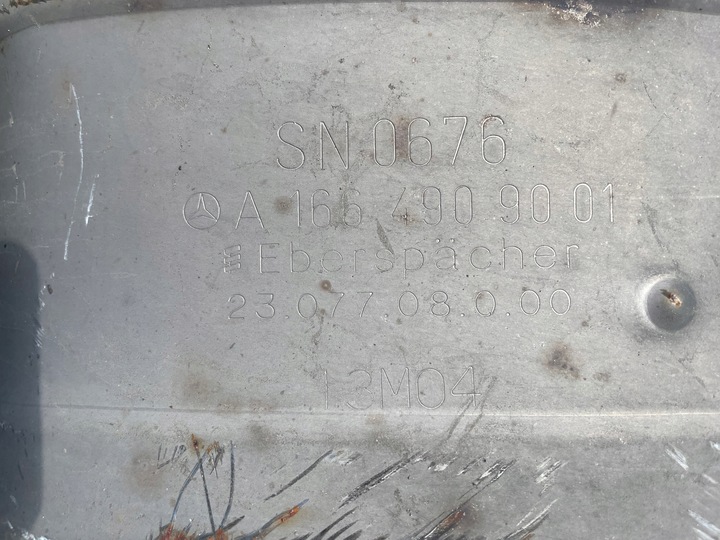 SN 0676
A 166 490 90 01
Eberspächer
23.077.08.0.00
13M04